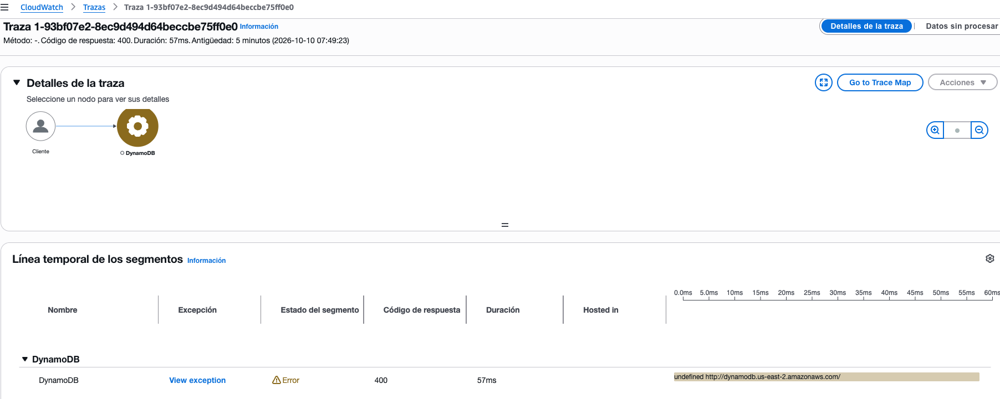 CloudWatch > Trazas > Traza 1-93bf07e2-8ec9d494d64beccbe75ff0e0
Traza 1-93bf07e2-8ec9d494d64beccbe75ff0e0 Información
Detalles de la traza | Datos sin procesar
Método: -. Código de respuesta: 400. Duración: 57ms. Antigüedad: 5 minutos (2026-10-10 07:49:23)
Detalles de la traza
Go to Trace Map
Acciones
Seleccione un nodo para ver sus detalles
Cliente
DynamoDB
Línea temporal de los segmentos Información
0.0ms 5.0ms 10ms 15ms 20ms 25ms 30ms 35ms 40ms 45ms 50ms 55ms 60ms
Nombre Excepción Estado del segmento Código de respuesta Duración Hosted in
DynamoDB
DynamoDB View exception Error 400 57ms undefined http://dynamodb.us-east-2.amazonaws.com/